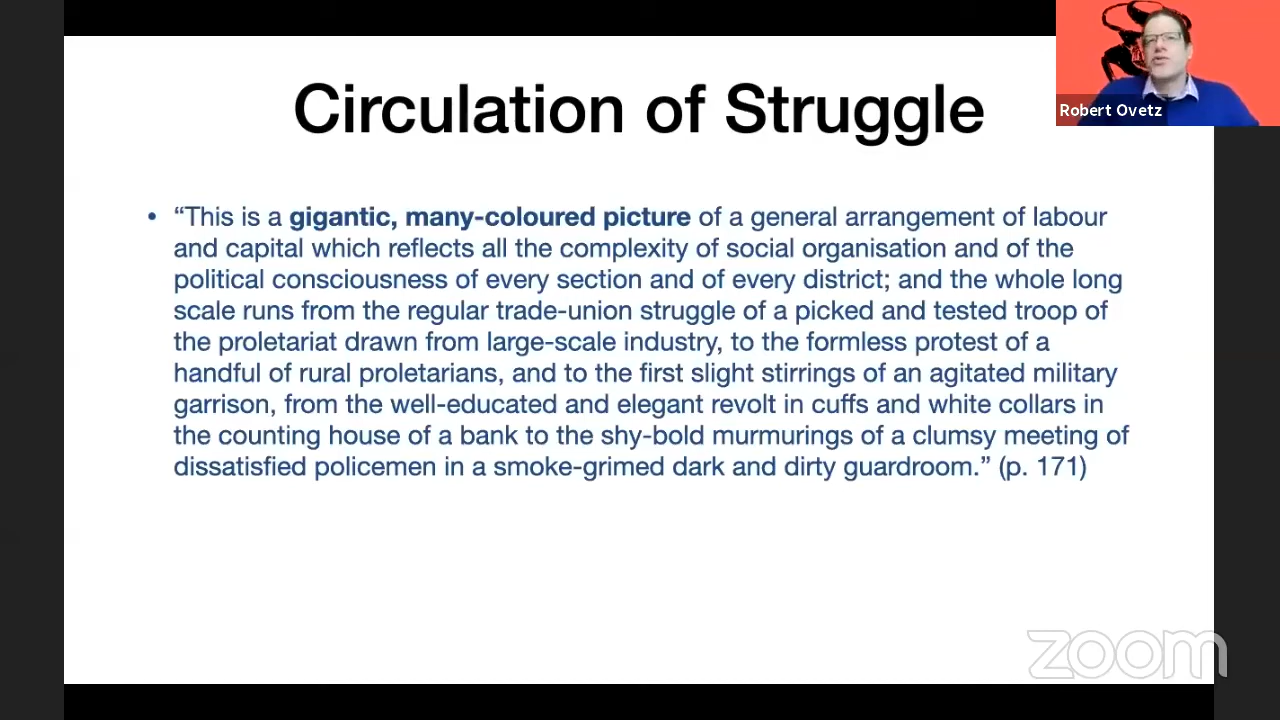 Circulation of Struggle
Robert Ovetz
• “This is a gigantic, many-coloured picture of a general arrangement of labour
and capital which reflects all the complexity of social organisation and of the
political consciousness of every section and of every district; and the whole long
scale runs from the regular trade-union struggle of a picked and tested troop of
the proletariat drawn from large-scale industry, to the formless protest of a
handful of rural proletarians, and to the first slight stirrings of an agitated military
garrison, from the well-educated and elegant revolt in cuffs and white collars in
the counting house of a bank to the shy-bold murmurings of a clumsy meeting of
dissatisfied policemen in a smoke-grimed dark and dirty guardroom.” (p. 171)
zoom